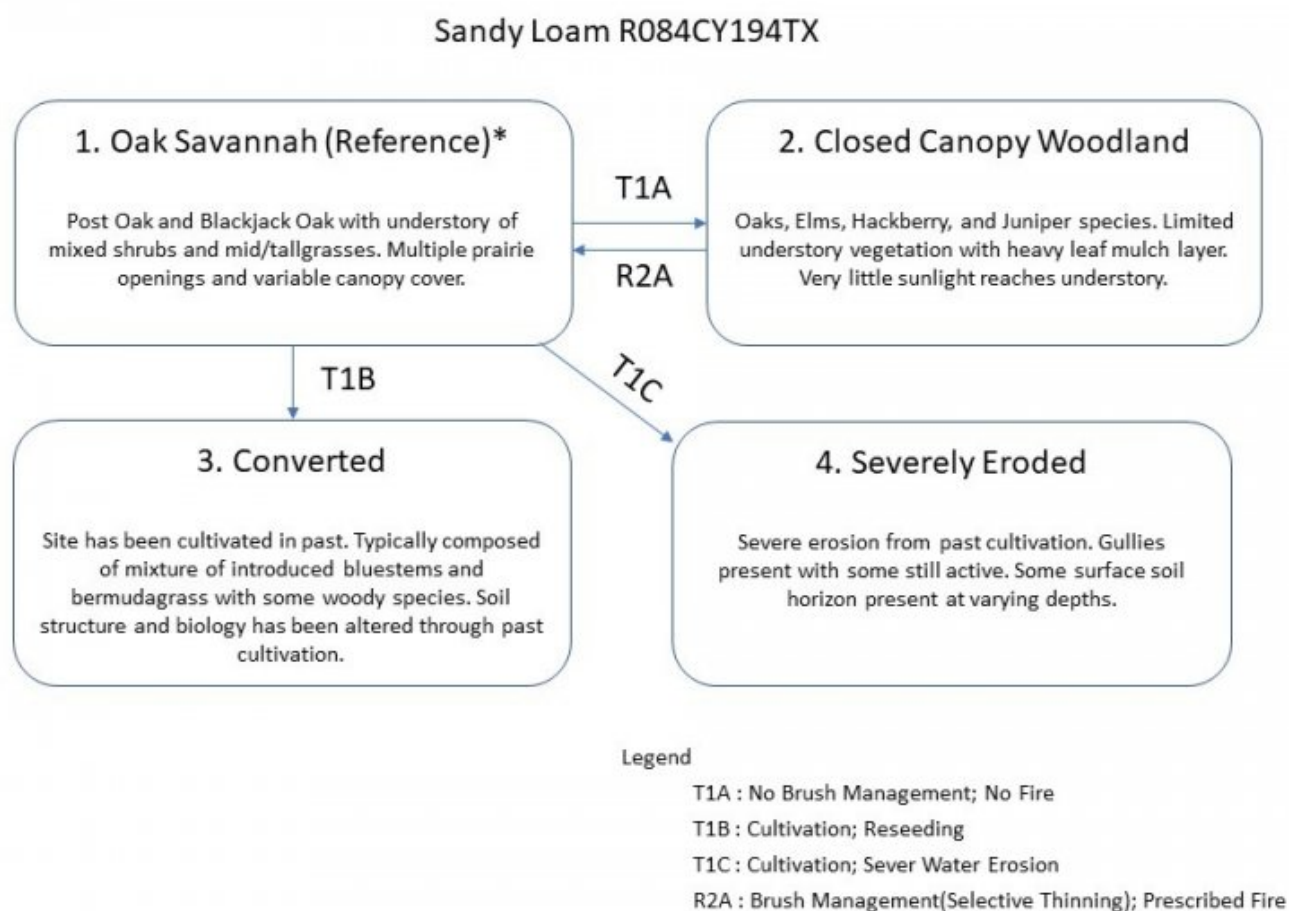 Sandy Loam R084CY194TX
1. Oak Savannah (Reference)*
Post Oak and Blackjack Oak with understory of
mixed shrubs and mid/tallgrasses. Multiple prairie
openings and variable canopy cover.
T1A
R2A
2. Closed Canopy Woodland
Oaks, Elms, Hackberry, and Juniper species. Limited
understory vegetation with heavy leaf mulch layer.
Very little sunlight reaches understory.
T1B
T1C
3. Converted
Site has been cultivated in past. Typically composed
of mixture of introduced bluestems and
bermudagrass with some woody species. Soil
structure and biology has been altered through past
cultivation.
4. Severely Eroded
Severe erosion from past cultivation. Gullies
present with some still active. Some surface soil
horizon present at varying depths.
Legend
T1A : No Brush Management; No Fire
T1B : Cultivation; Reseeding
T1C : Cultivation; Sever Water Erosion
R2A : Brush Management(Selective Thinning); Prescribed Fire